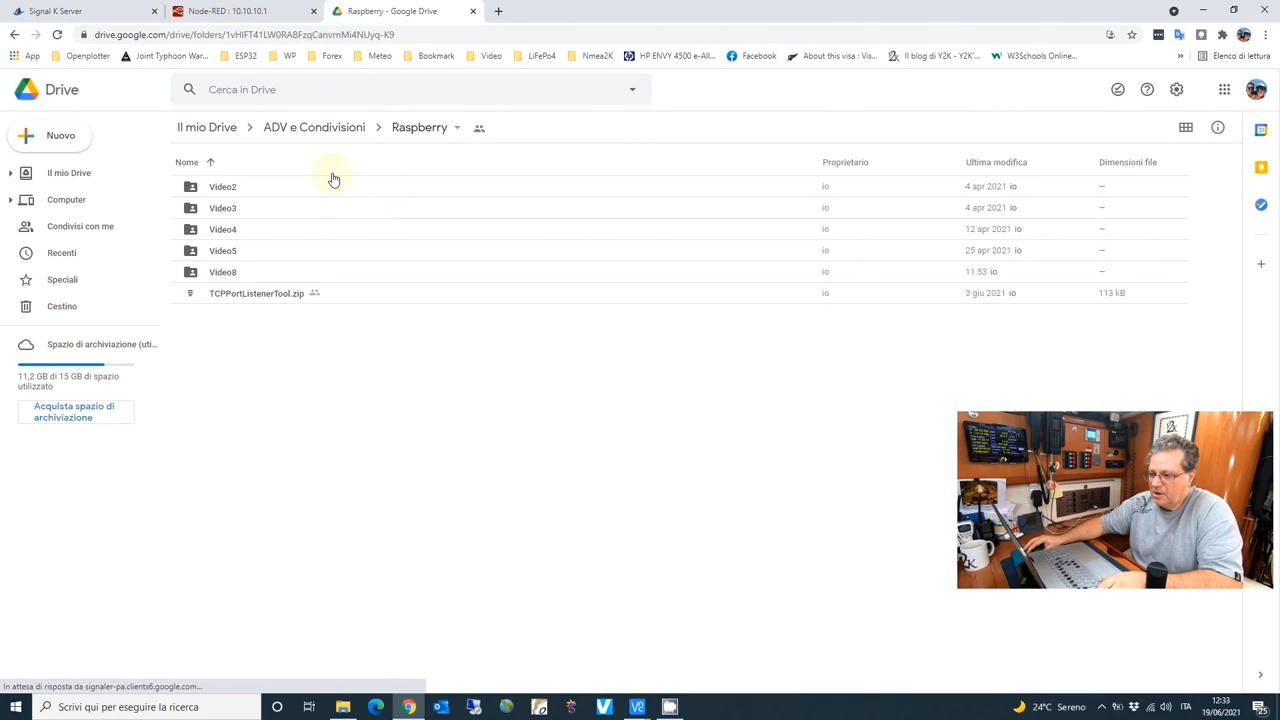 Signal K Server
Node-RED : 10.10.10.1
Raspberry - Google Drive
drive.google.com/drive/folders/1vHlFT41LW0RABFzqCanvrnMi4NUyq-K9
App
Openplotter
Joint Typhoon War...
ESP32
WP
Forex
Meteo
Bookmark
Video
LiFePo4
Nmea2K
HP ENVY 4500 e-All...
Facebook
About this visa : Vis...
Il blog di Y2K - Y2K'...
W3Schools Online...
»
Elenco di lettura
Drive
Cerca in Drive
Nuovo
Il mio Drive
ADV e Condivisioni
Raspberry
Il mio Drive
Computer
Condivisi con me
Recenti
Speciali
Cestino
Spazio di archiviazione (uti...
11,2 GB di 15 GB di spazio
utilizzato
Acquista spazio di
archiviazione
Nome
Proprietario
Ultima modifica
Dimensioni file
Video2
io
4 apr 2021 io
—
Video3
io
4 apr 2021 io
—
Video4
io
12 apr 2021 io
—
Video5
io
25 apr 2021 io
—
Video8
io
11:53 io
—
TCPPortListenerTool.zip
io
3 giu 2021 io
113 kB
In attesa di risposta da signaler-pa.clients6.google.com...
Scrivi qui per eseguire la ricerca
24°C Sereno
ITA
12:33
19/06/2021
25